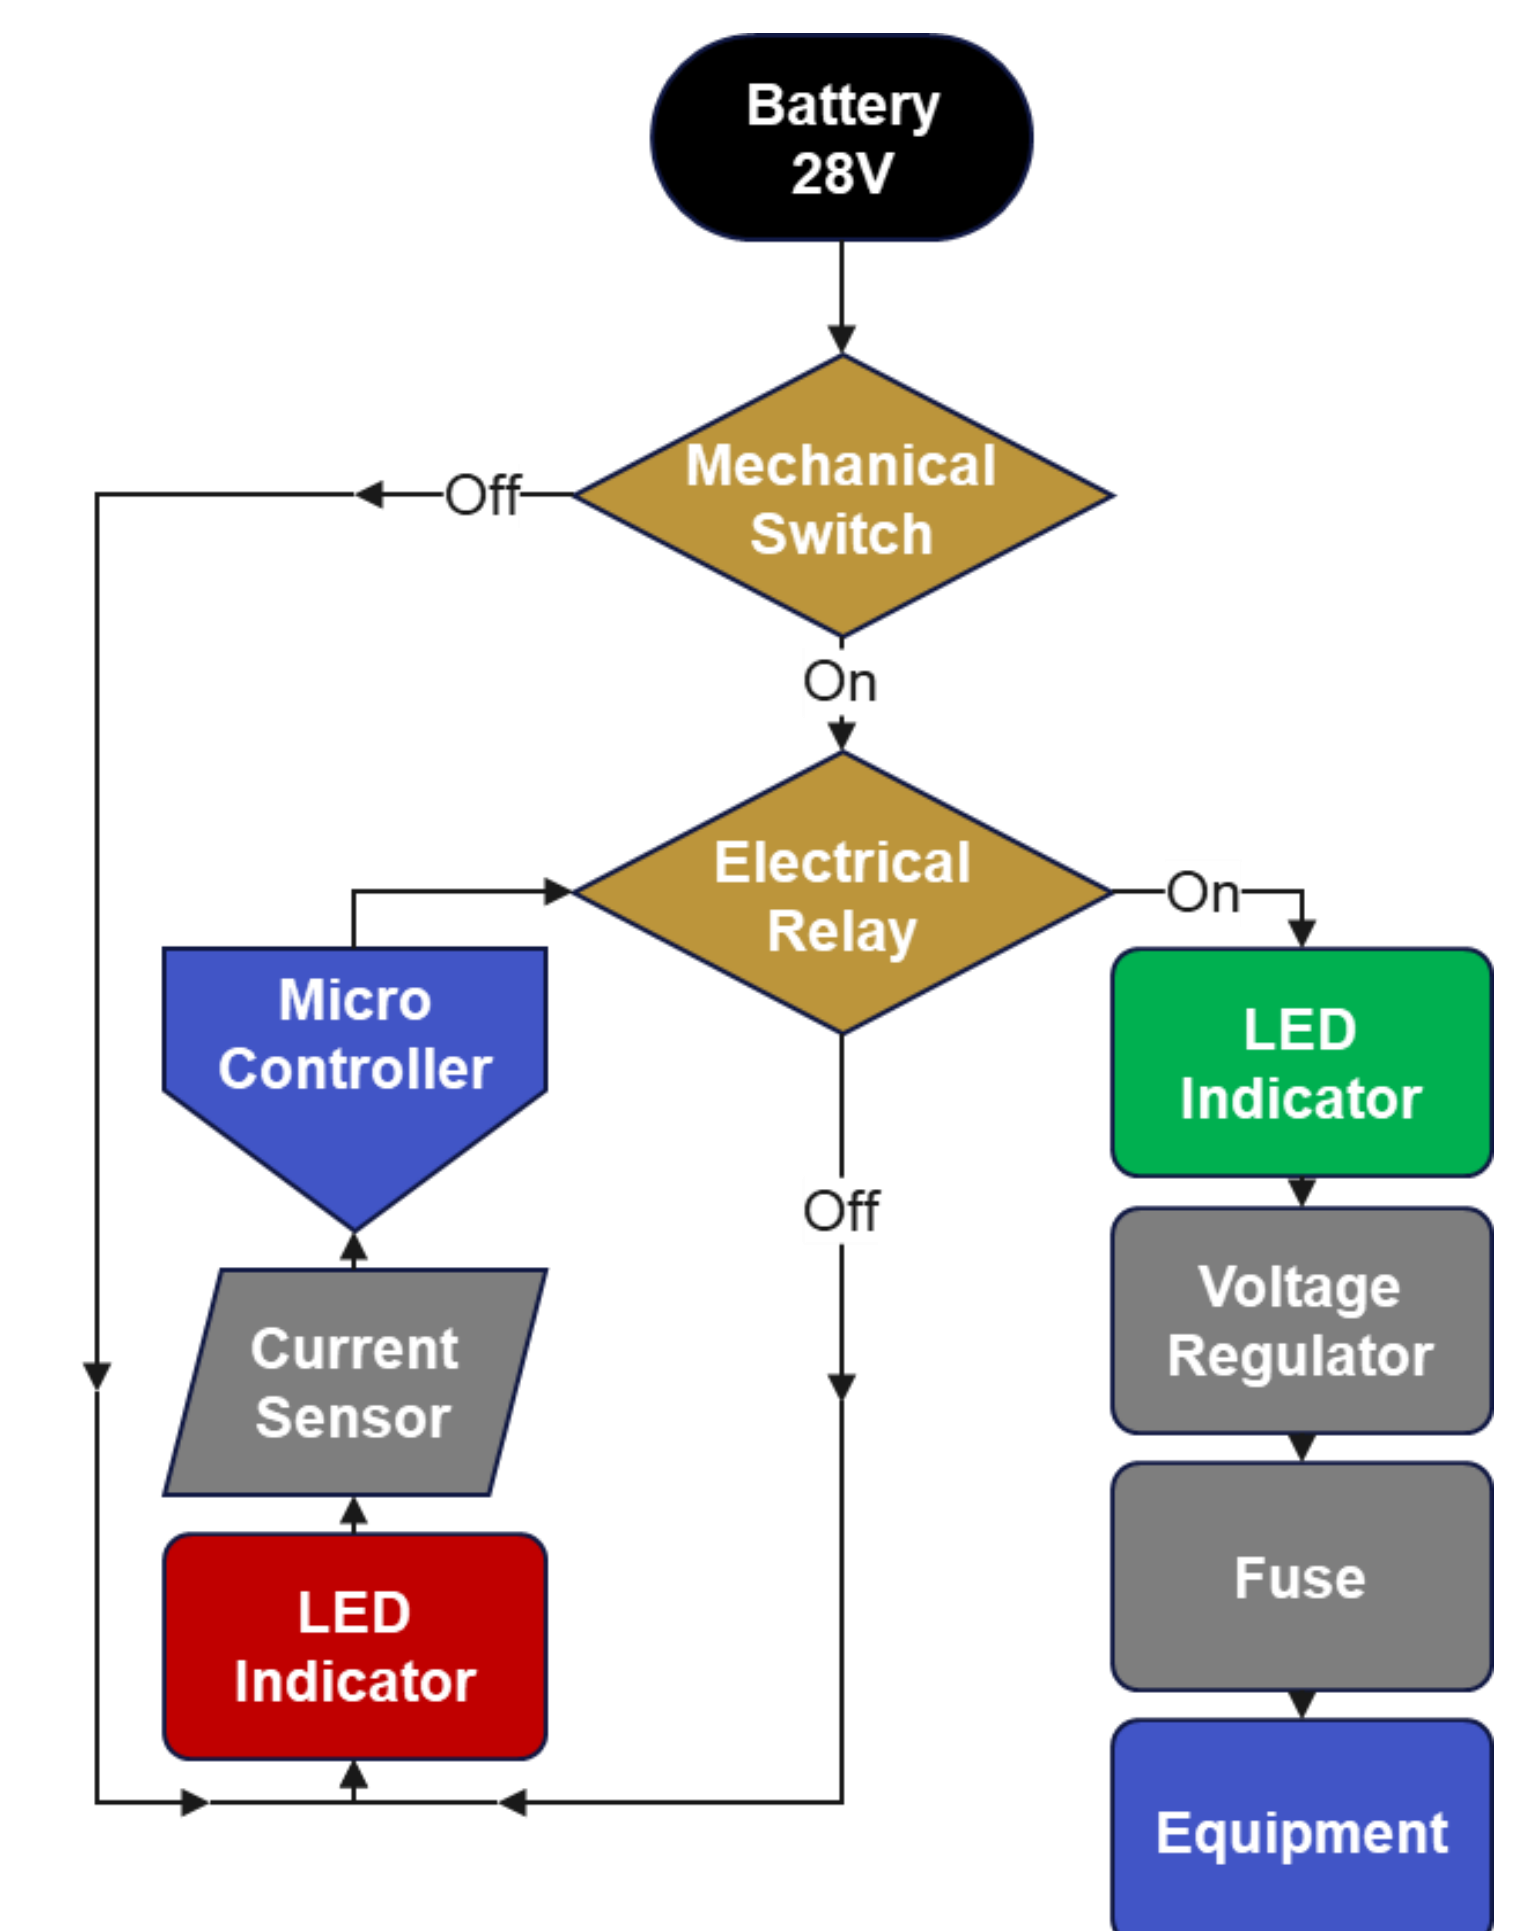 Battery
28V
Mechanical
Switch
Off
On
Electrical
Relay
On
Micro
Controller
LED
Indicator
Off
Voltage
Regulator
Current
Sensor
Fuse
LED
Indicator
Equipment